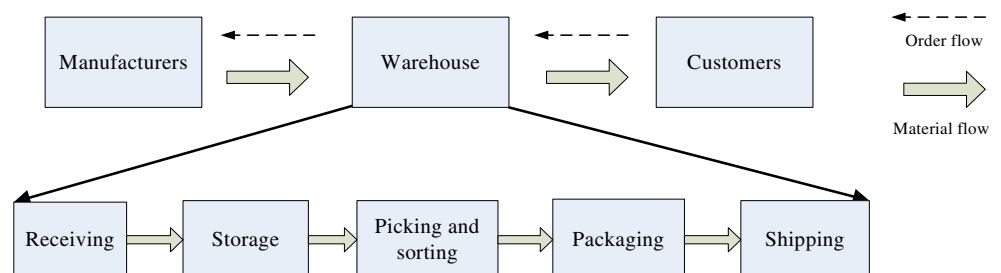 Manufacturers
Warehouse
Customers
Order flow
Material flow
Receiving
Storage
Picking and
sorting
Packaging
Shipping